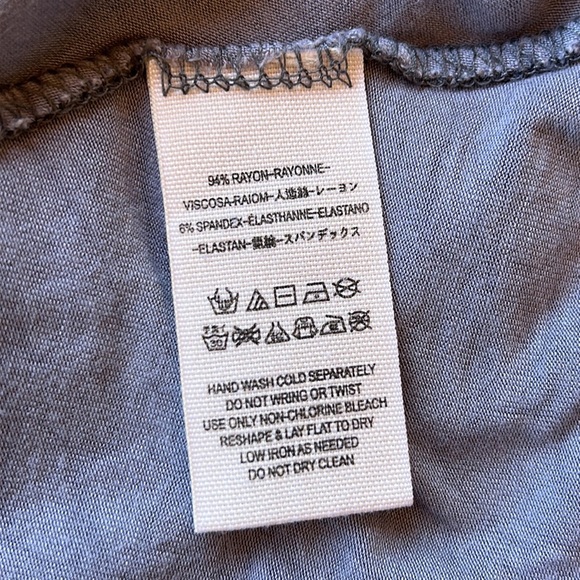 94% RAYON-RAYONNE-
VISCOSA-RAIOM-人造絲-レーヨン
6% SPANDEX-ÉLASTHANNE-ELASTANO
-ELASTAN-スパンデックス
30
HAND WASH COLD SEPARATELY
DO NOT WRING OR TWIST
USE ONLY NON-CHLORINE BLEACH
RESHAPE & LAY FLAT TO DRY
LOW IRON AS NEEDED
DO NOT DRY CLEAN